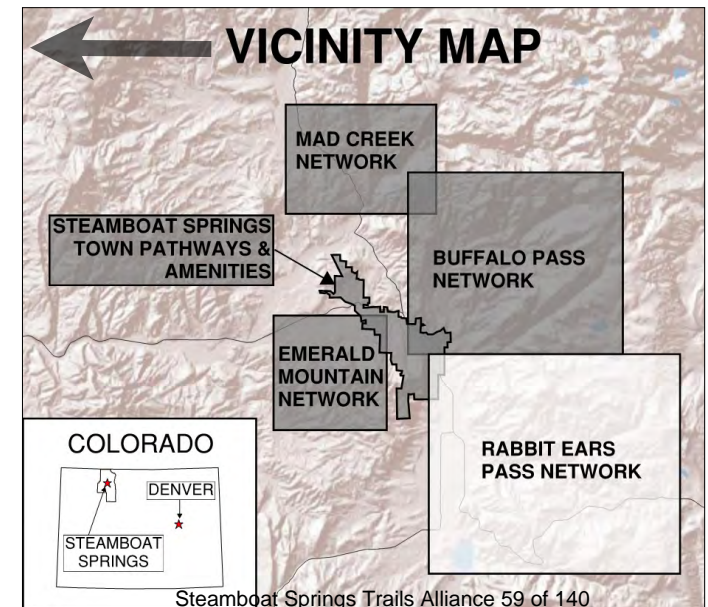 VICINITY MAP
MAD CREEK
NETWORK
STEAMBOAT SPRINGS
TOWN PATHWAYS &
AMENITIES
BUFFALO PASS
NETWORK
EMERALD
MOUNTAIN
NETWORK
RABBIT EARS
PASS NETWORK
COLORADO
DENVER
STEAMBOAT
SPRINGS
Steamboat Springs Trails Alliance 59 of 140